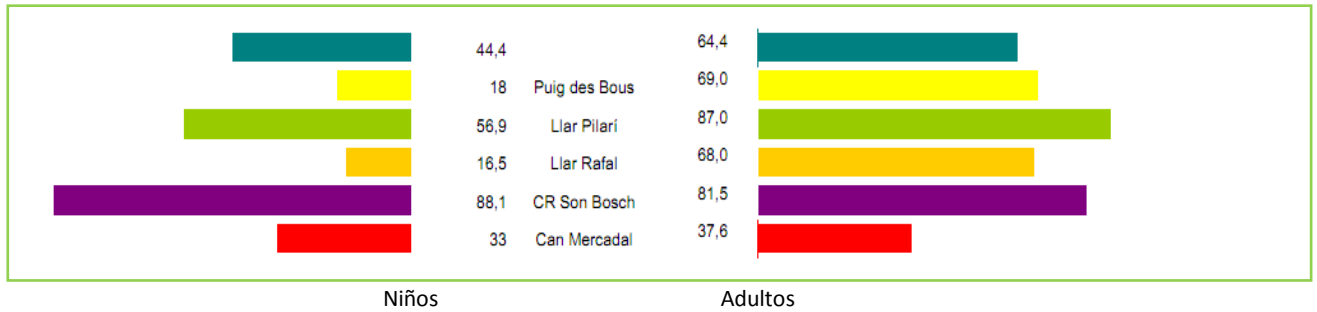 44,4 64,4
18 Puig des Bous 69,0
56,9 Llar Pilarí 87,0
16,5 Llar Rafal 68,0
88,1 CR Son Bosch 81,5
33 Can Mercadal 37,6
Niños Adultos